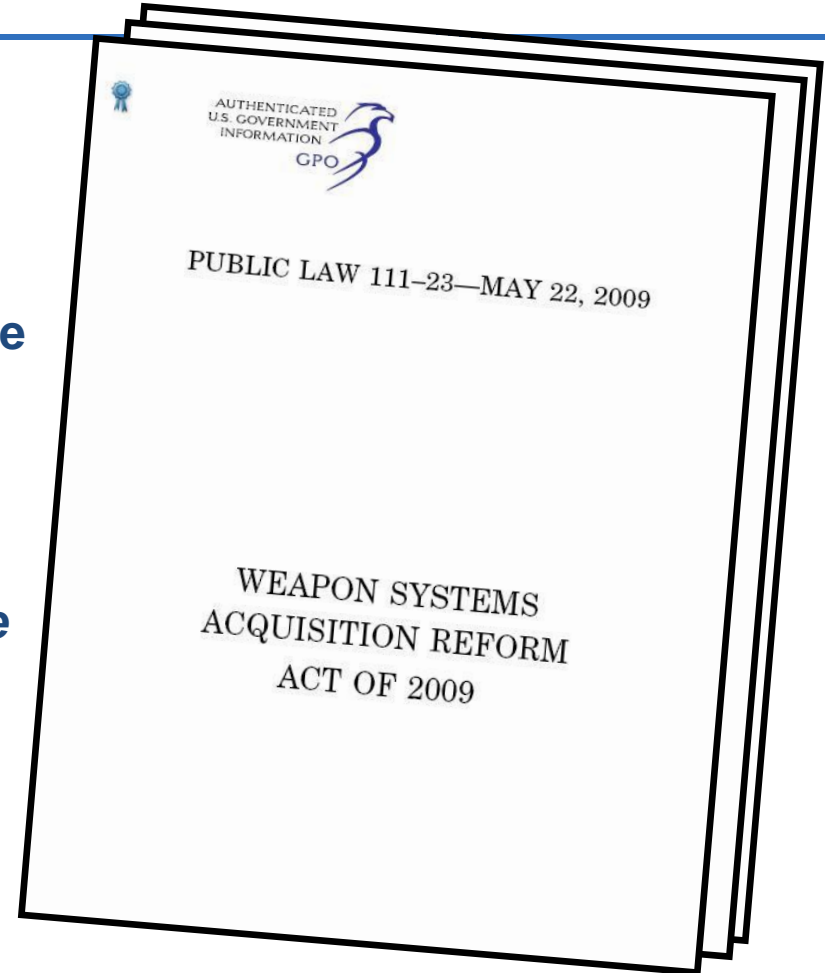 AUTHENTICATED
U.S. GOVERNMENT
INFORMATION
GPO
PUBLIC LAW 111–23—MAY 22, 2009
e
WEAPON SYSTEMS
e
ACQUISITION REFORM
ACT OF 2009